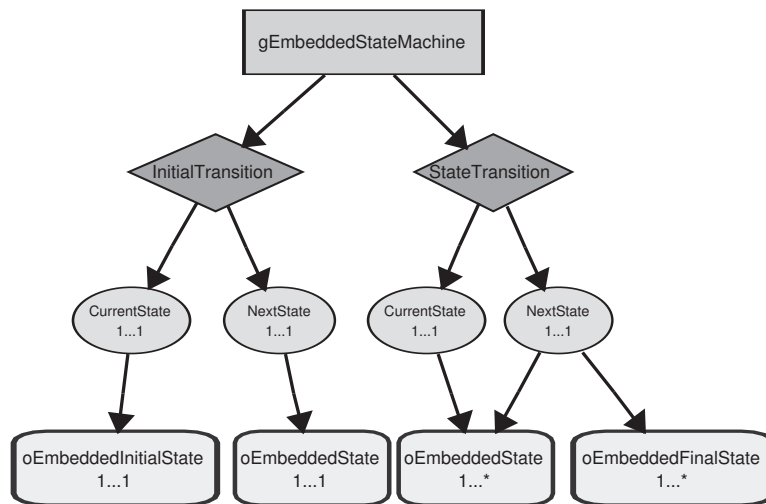 gEmbeddedStateMachine
InitialTransition
StateTransition
CurrentState
1...1
NextState
1...1
CurrentState
1...1
NextState
1...1
oEmbeddedInitialState
1...1
oEmbeddedState
1...1
oEmbeddedState
1...*
oEmbeddedFinalState
1...*